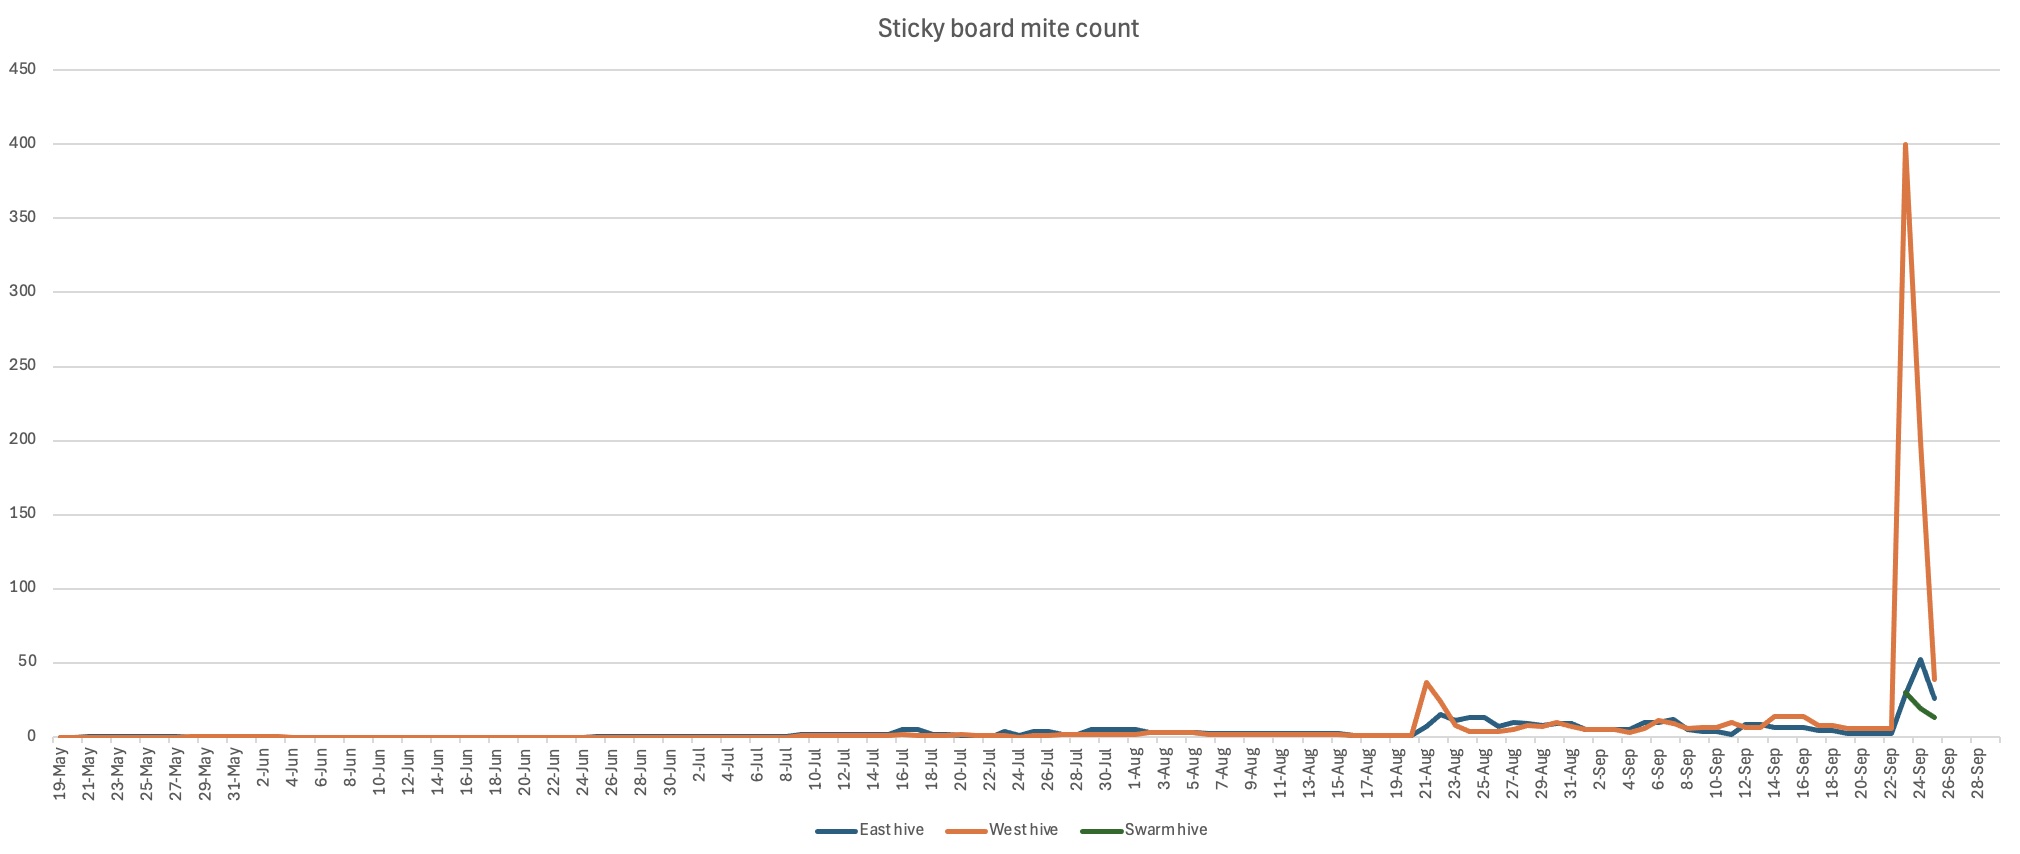 Sticky board mite count
450
400
350
300
250
200
150
100
50
0
19-May
21-May
23-May
25-May
27-May
29-May
31-May
2-Jun
4-Jun
6-Jun
8-Jun
10-Jun
12-Jun
14-Jun
16-Jun
18-Jun
20-Jun
22-Jun
24-Jun
26-Jun
28-Jun
30-Jun
2-Jul
4-Jul
6-Jul
8-Jul
10-Jul
12-Jul
14-Jul
16-Jul
18-Jul
20-Jul
22-Jul
24-Jul
26-Jul
28-Jul
30-Jul
1-Aug
3-Aug
5-Aug
7-Aug
9-Aug
11-Aug
13-Aug
15-Aug
17-Aug
19-Aug
21-Aug
23-Aug
25-Aug
27-Aug
29-Aug
31-Aug
2-Sep
4-Sep
6-Sep
8-Sep
10-Sep
12-Sep
14-Sep
16-Sep
18-Sep
20-Sep
22-Sep
24-Sep
26-Sep
28-Sep
East hive West hive Swarm hive